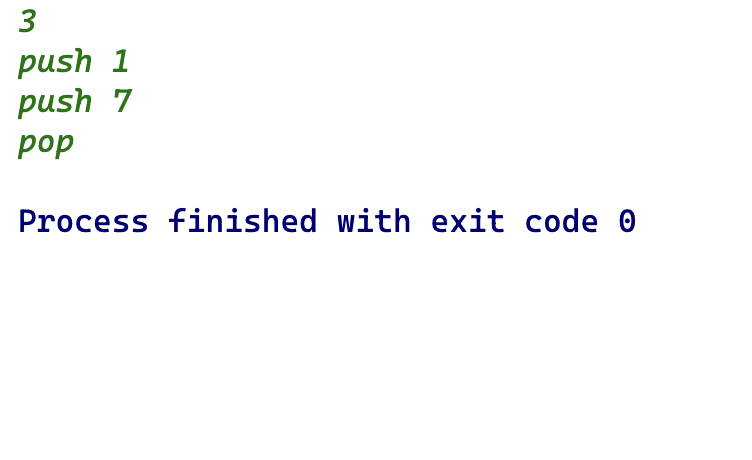 3
push 1
push 7
pop
Process finished with exit code 0